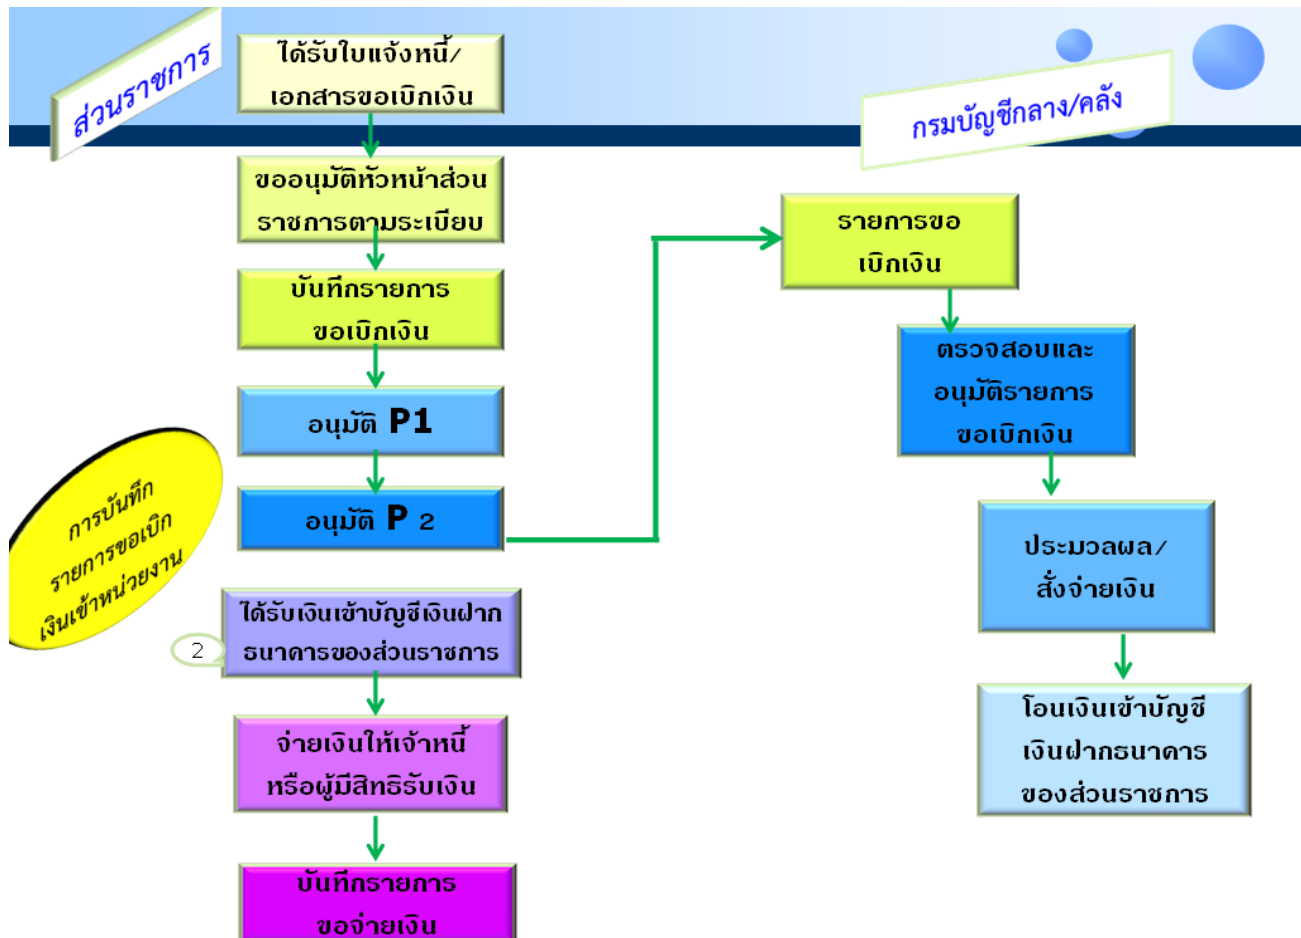 ส่วนราชการ
ได้รับใบแจ้งหนี้/
เอกสารขอเบิกเงิน
ขออนุมัติหัวหน้าส่วน
ราชการตามระเบียบ
บันทึกรายการ
ขอเบิกเงิน
อนุมัติ P1
อนุมัติ P 2
การบันทึก
รายการขอเบิก
เงินเข้าหน่วยงาน
ได้รับเงินเข้าบัญชีเงินฝาก
ธนาคารของส่วนราชการ
2
จ่ายเงินให้เจ้าหนี้
หรือผู้มีสิทธิรับเงิน
บันทึกรายการ
ขอจ่ายเงิน
กรมบัญชีกลาง/คลัง
รายการขอ
เบิกเงิน
ตรวจสอบและ
อนุมัติรายการ
ขอเบิกเงิน
ประมวลผล/
สั่งจ่ายเงิน
โอนเงินเข้าบัญชี
เงินฝากธนาคาร
ของส่วนราชการ